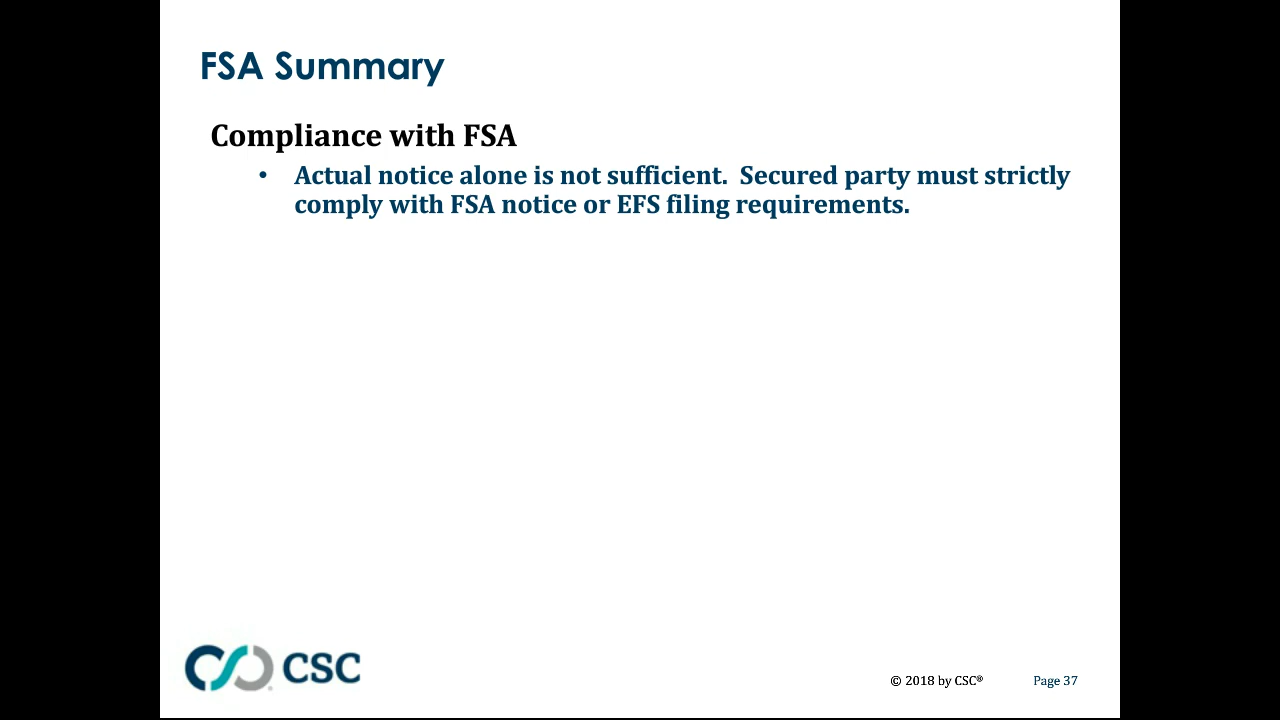 FSA Summary
Compliance with FSA
• Actual notice alone is not sufficient.  Secured party must strictly
comply with FSA notice or EFS filing requirements.
CSC
© 2018 by CSC®
Page 37